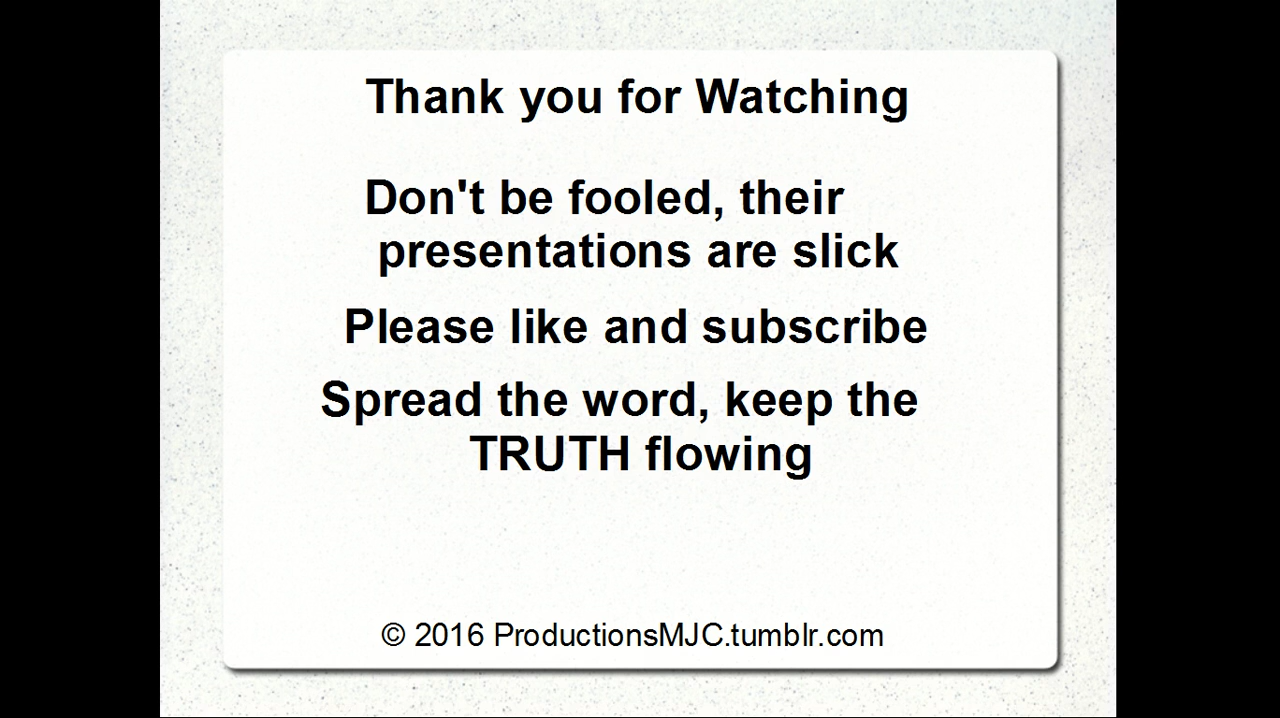 Thank you for Watching
Don't be fooled, their
presentations are slick
Please like and subscribe
Spread the word, keep the
TRUTH flowing
© 2016 ProductionsMJC.tumblr.com